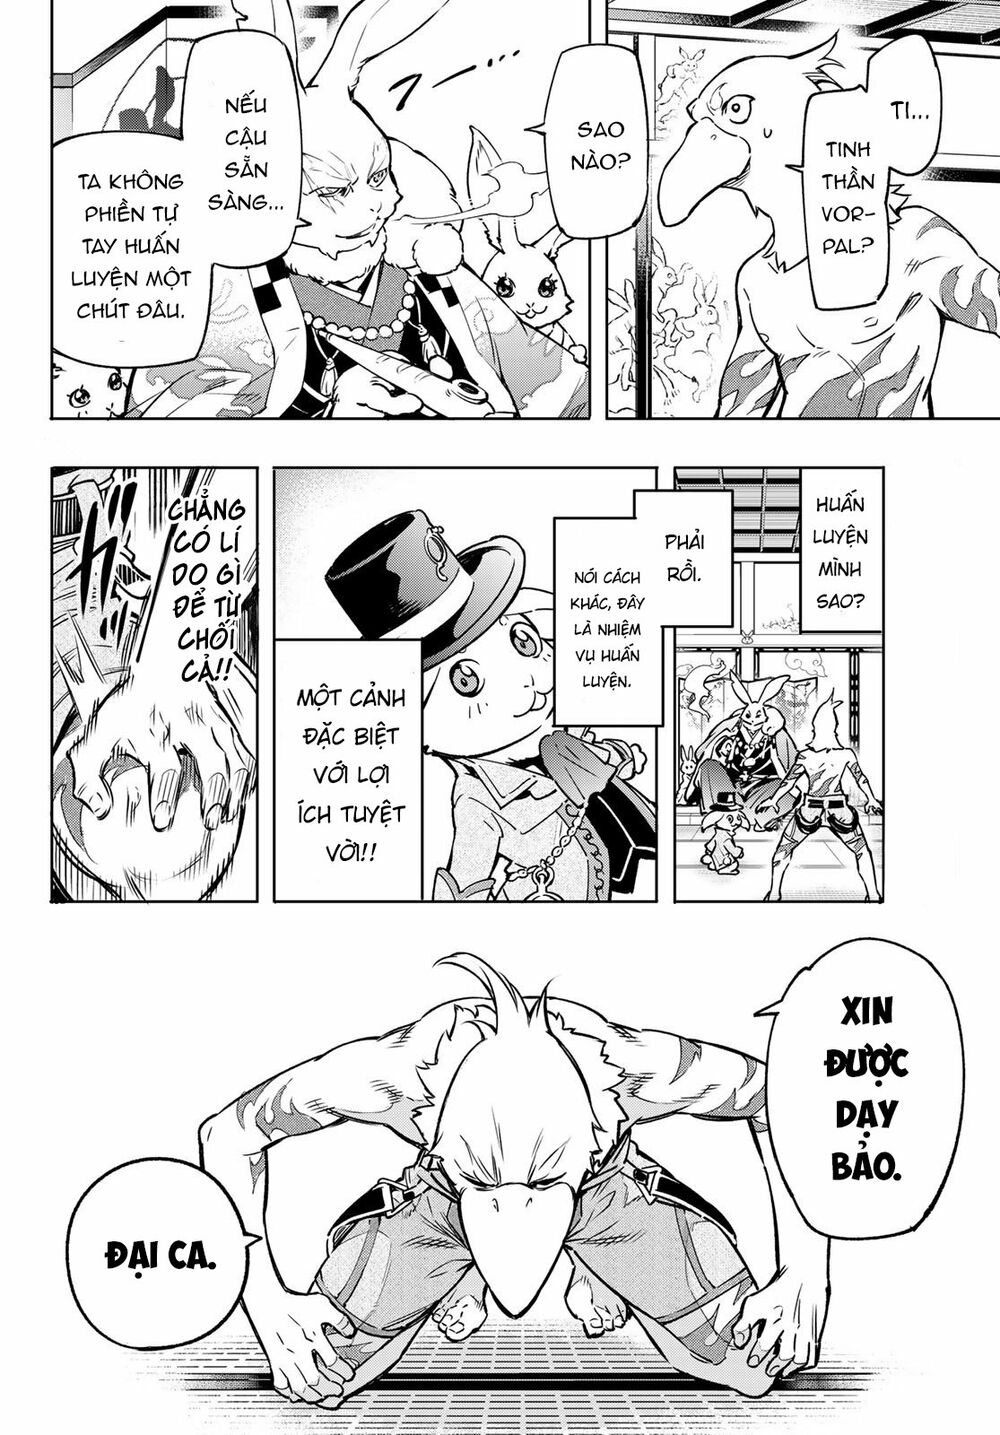 TI...
TINH
THẦN
VOR-
PAL?
SAO
NÀO?
NẾU
CẬU
SẴN
SÀNG...
TA KHÔNG
PHIỀN TỰ
TAY HUẤN
LUYỆN MỘT
CHÚT ĐÂU.
HUẤN
LUYỆN
MÌNH
SAO?
PHẢI
RỒI.
NÓI CÁCH
KHÁC, ĐÂY
LÀ NHIỆM
VỤ HUẤN
LUYỆN.
MỘT CẢNH
ĐẶC BIỆT
VỚI LỢI
ÍCH TUYỆT
VỜI!!
CHẲNG
CÓ LÍ
DO GÌ
ĐỂ TỪ
CHỐI
CẢ!!
XIN
ĐƯỢC
DẠY
BẢO.
ĐẠI CA.